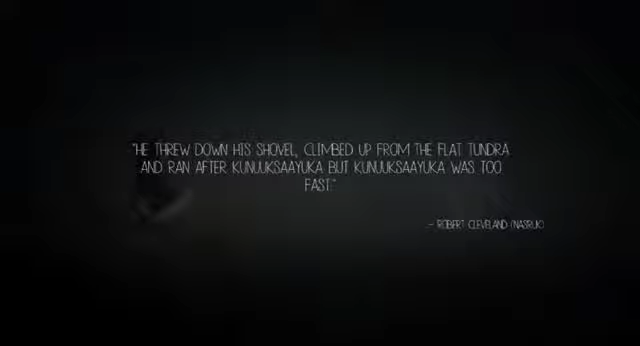 "HE THREW DOWN HIS SHOVEL, CLIMBED UP FROM THE FLAT TUNDRA
AND RAN AFTER KUNUUKSAAYUKA BUT KUNUUKSAAYUKA WAS TOO
FAST."
- ROBERT CLEVELAND (NASRUK)